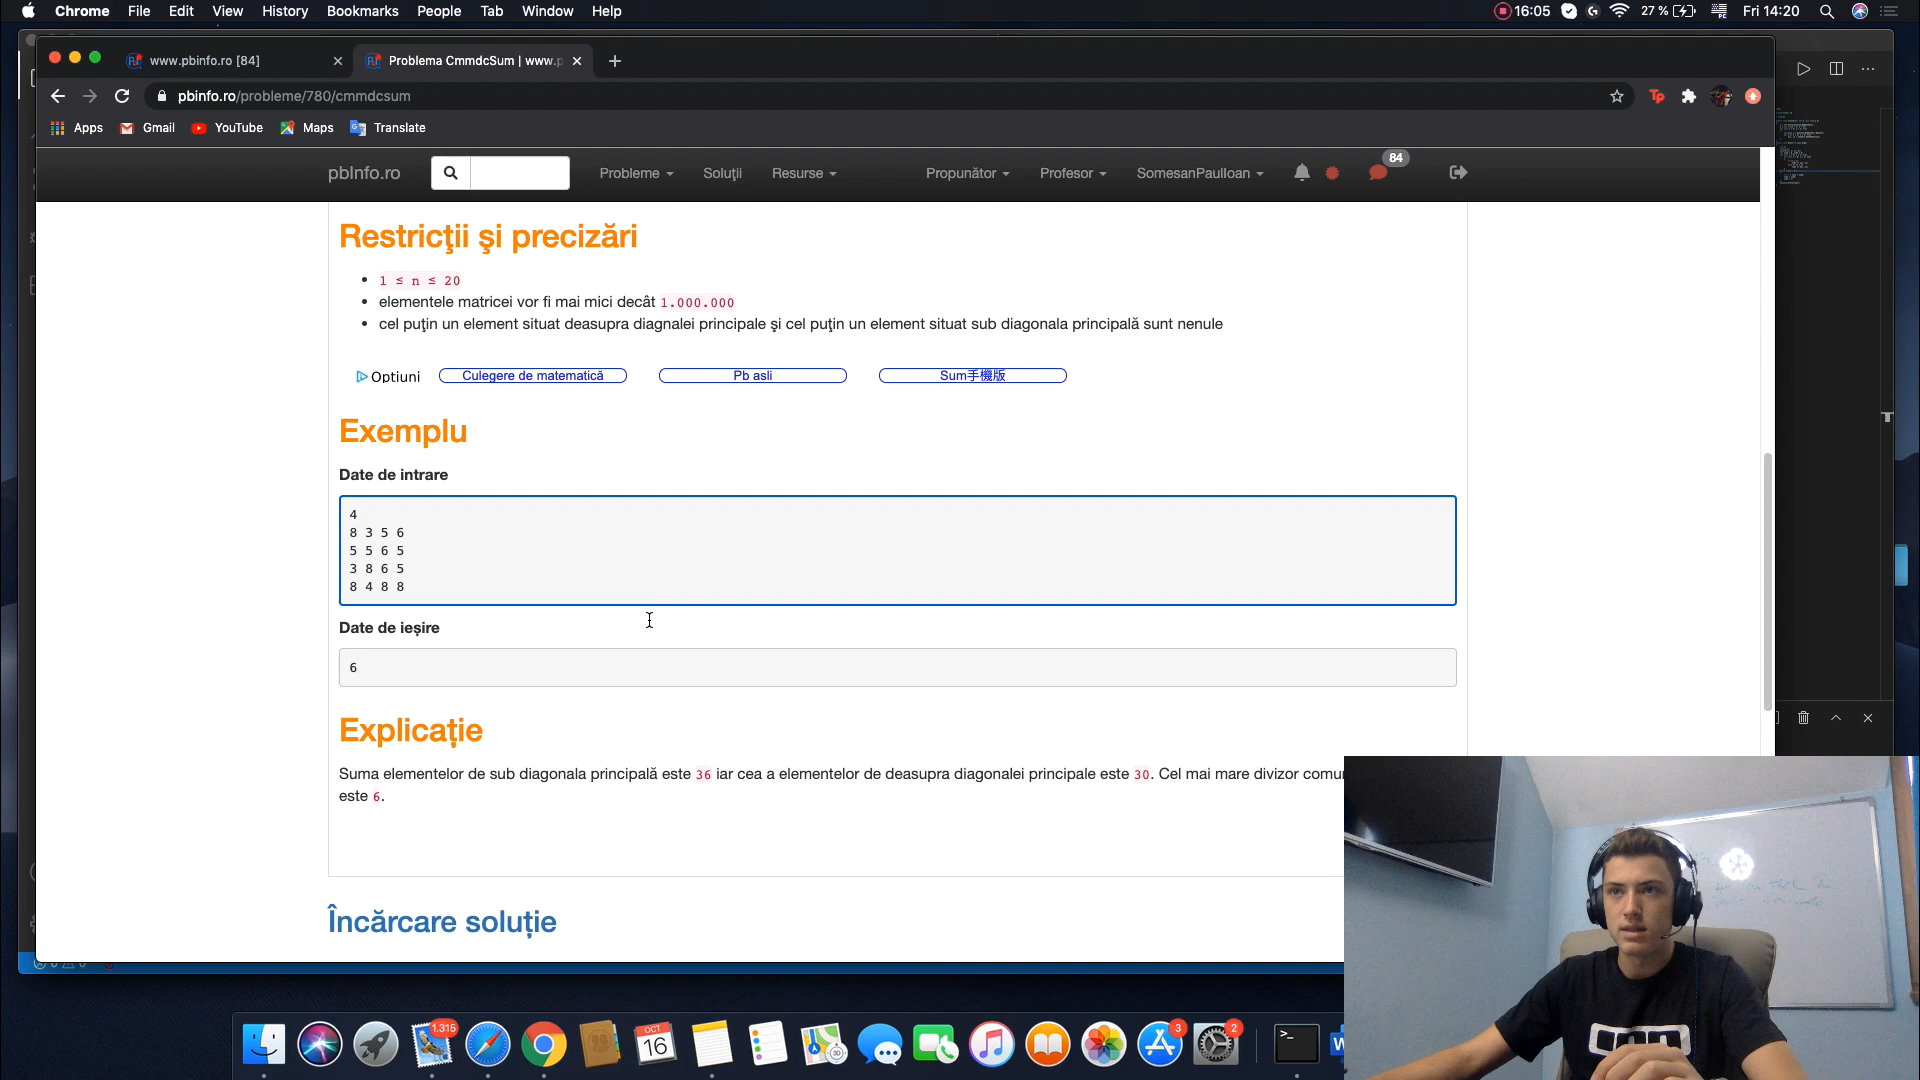 Chrome File Edit View History Bookmarks People Tab Window Help
16:05 27 % Fri 14:20
www.pbinfo.ro [84]
Problema CmmdcSum | www.p
pbinfo.ro/probleme/780/cmmdcsum
Apps Gmail YouTube Maps Translate
pbInfo.ro Probleme Soluții Resurse Propunător Profesor SomesanPaulIoan 84
Restricţii şi precizări
1 ≤ n ≤ 20
elementele matricei vor fi mai mici decât 1.000.000
cel puţin un element situat deasupra diagnalei principale şi cel puţin un element situat sub diagonala principală sunt nenule
Optiuni Culegere de matematică Pb asli Sum手機版
Exemplu
Date de intrare
4
8 3 5 6
5 5 6 5
3 8 6 5
8 4 8 8
Date de ieșire
6
Explicație
Suma elementelor de sub diagonala principală este 36 iar cea a elementelor de deasupra diagonalei principale este 30. Cel mai mare divizor comu
este 6.
Încărcare soluție
1.315
OCT
16
3
2